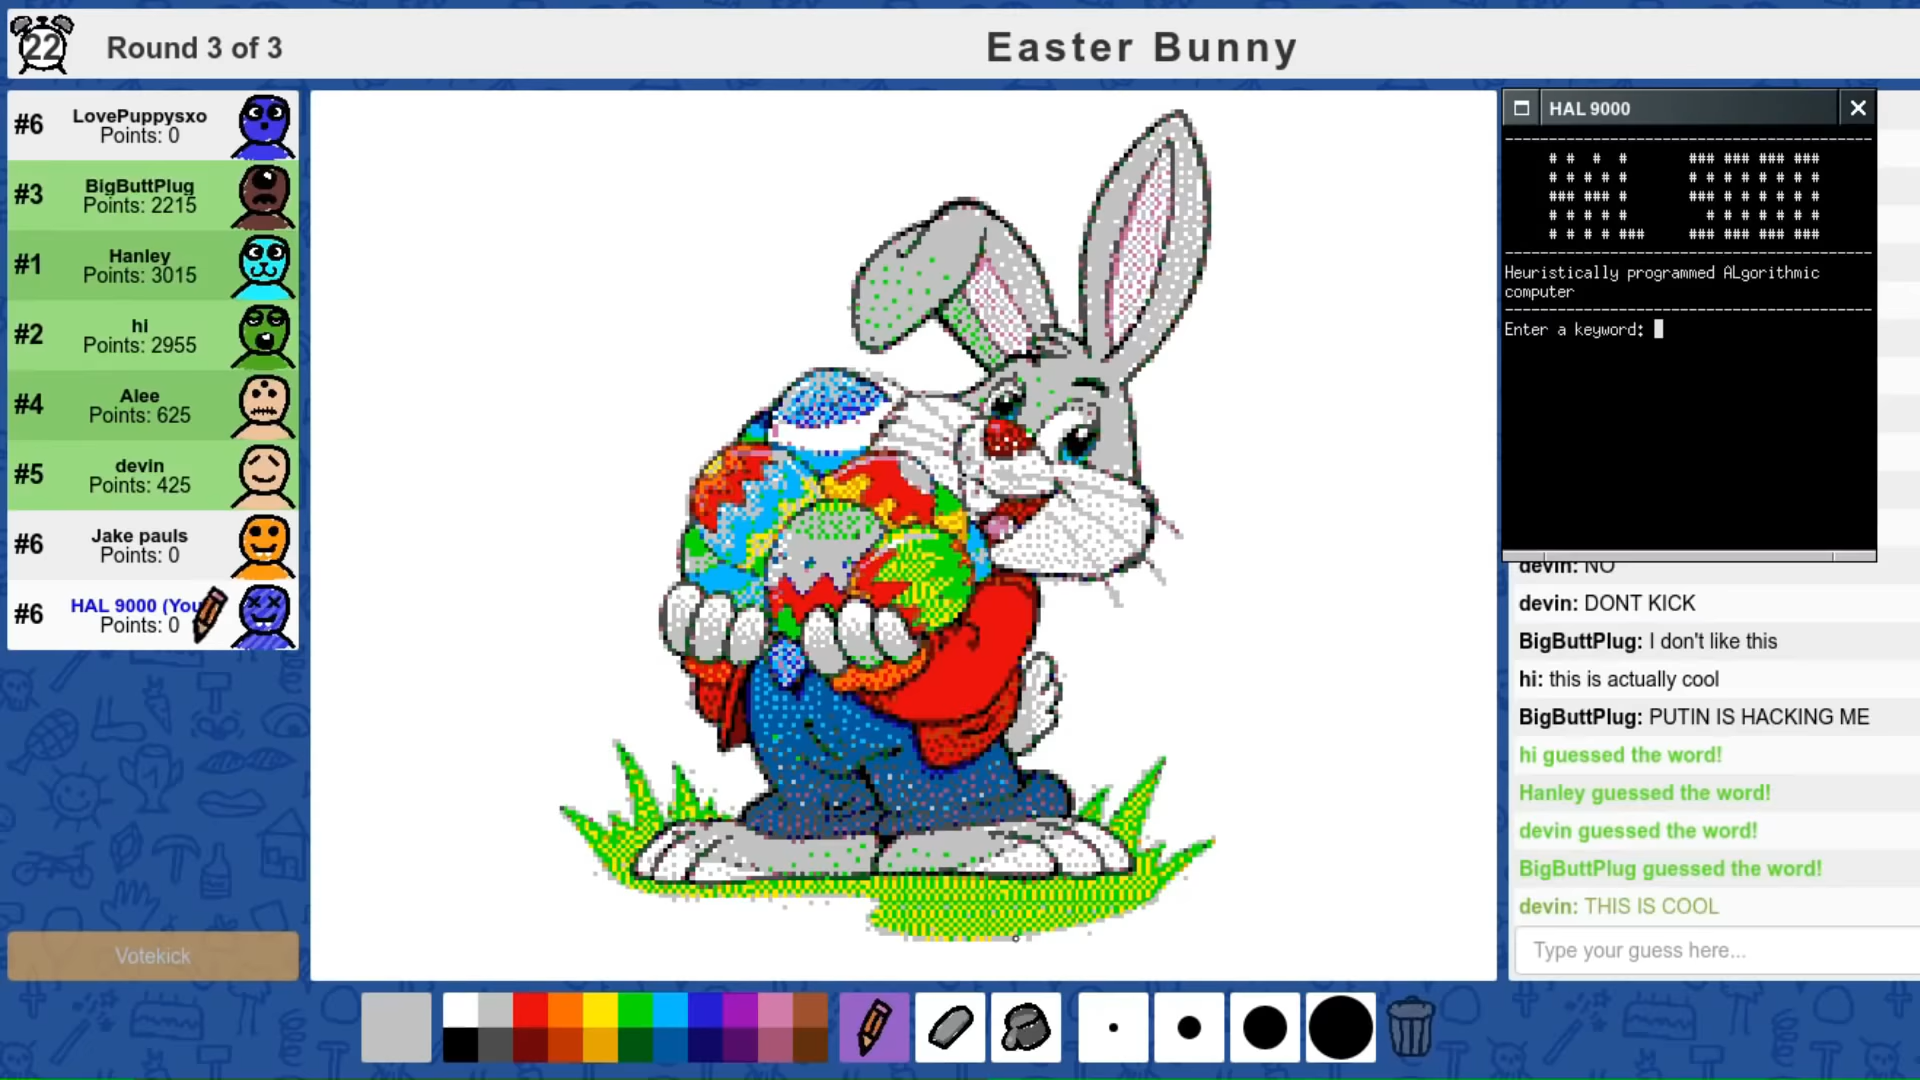 22
Round 3 of 3
Easter Bunny
#6
LovePuppysxo
Points: 0
#3
BigButtPlug
Points: 2215
#1
Hanley
Points: 3015
#2
hi
Points: 2955
#4
Alee
Points: 625
#5
devin
Points: 425
#6
Jake pauls
Points: 0
#6
HAL 9000 (You
Points: 0
Votekick
HAL 9000
HAL 9000
Heuristically programmed ALgorithmic
computer
Enter a keyword:
devin: NO
devin: DONT KICK
BigButtPlug: I don't like this
hi: this is actually cool
BigButtPlug: PUTIN IS HACKING ME
hi guessed the word!
Hanley guessed the word!
devin guessed the word!
BigButtPlug guessed the word!
devin: THIS IS COOL
Type your guess here...